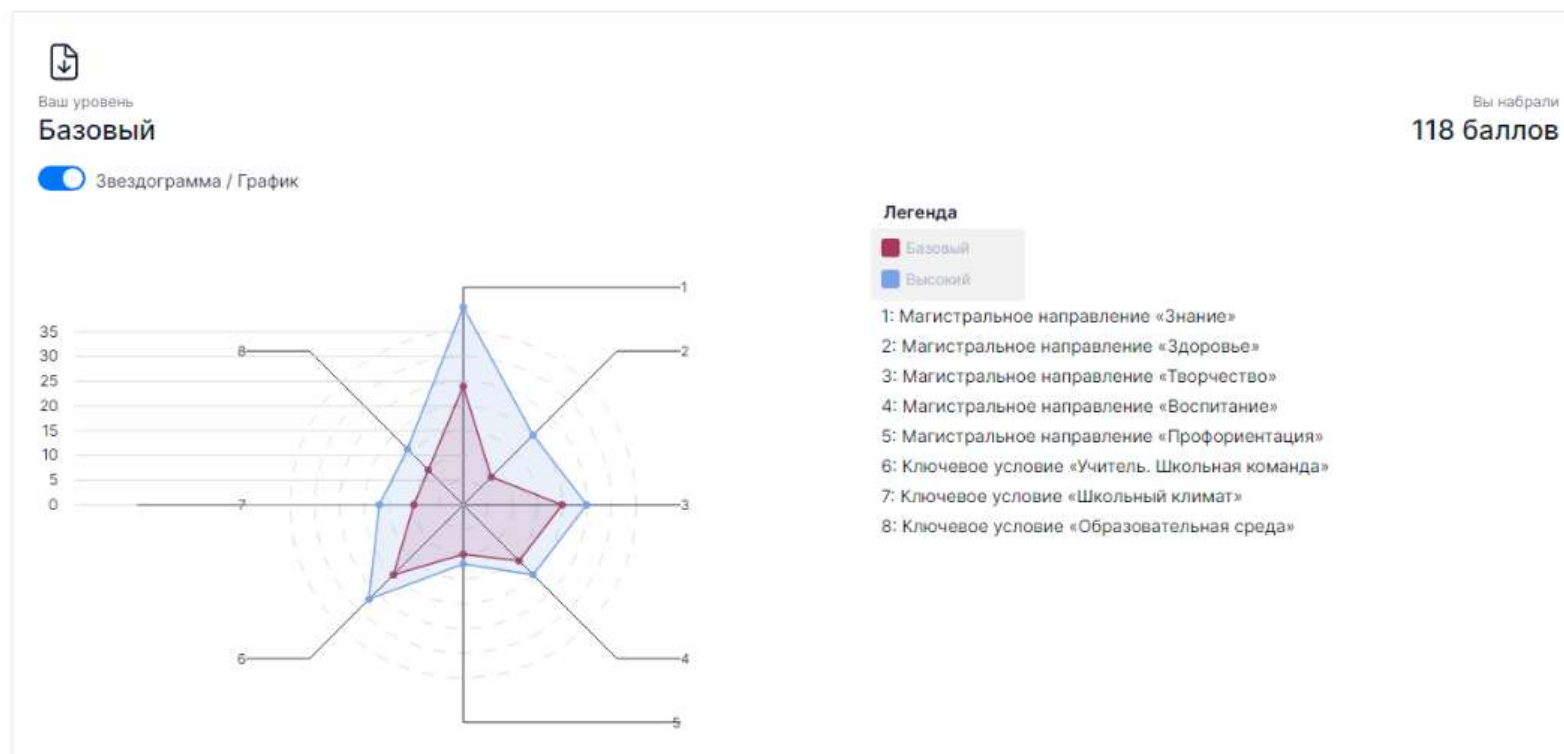 Ваш уровень
Базовый
Вы набрали
118 баллов
Звездограмма / График
Легенда
Базовый
Высокий
1: Магистральное направление «Знание»
2: Магистральное направление «Здоровье»
3: Магистральное направление «Творчество»
4: Магистральное направление «Воспитание»
5: Магистральное направление «Профориентация»
6: Ключевое условие «Учитель. Школьная команда»
7: Ключевое условие «Школьный климат»
8: Ключевое условие «Образовательная среда»
35
30
25
20
15
10
5
0
1
2
3
4
5
6
7
8